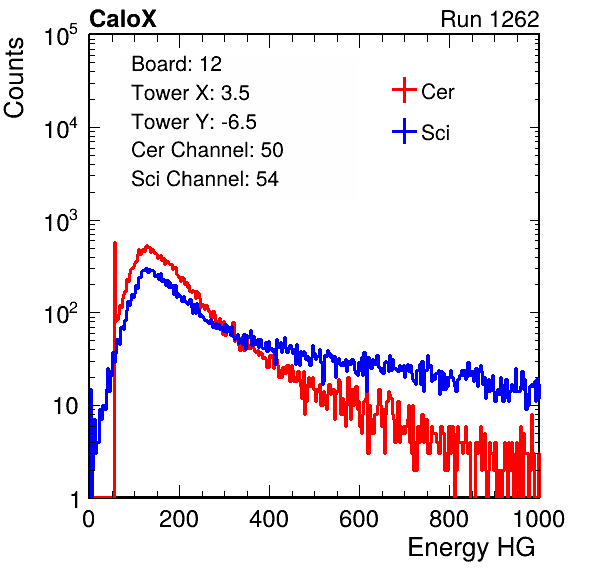 CaloX Run 1262
Counts
10^5
10^4
10^3
10^2
10
1
Board: 12
Tower X: 3.5
Tower Y: -6.5
Cer Channel: 50
Sci Channel: 54
Cer
Sci
0 200 400 600 800 1000
Energy HG